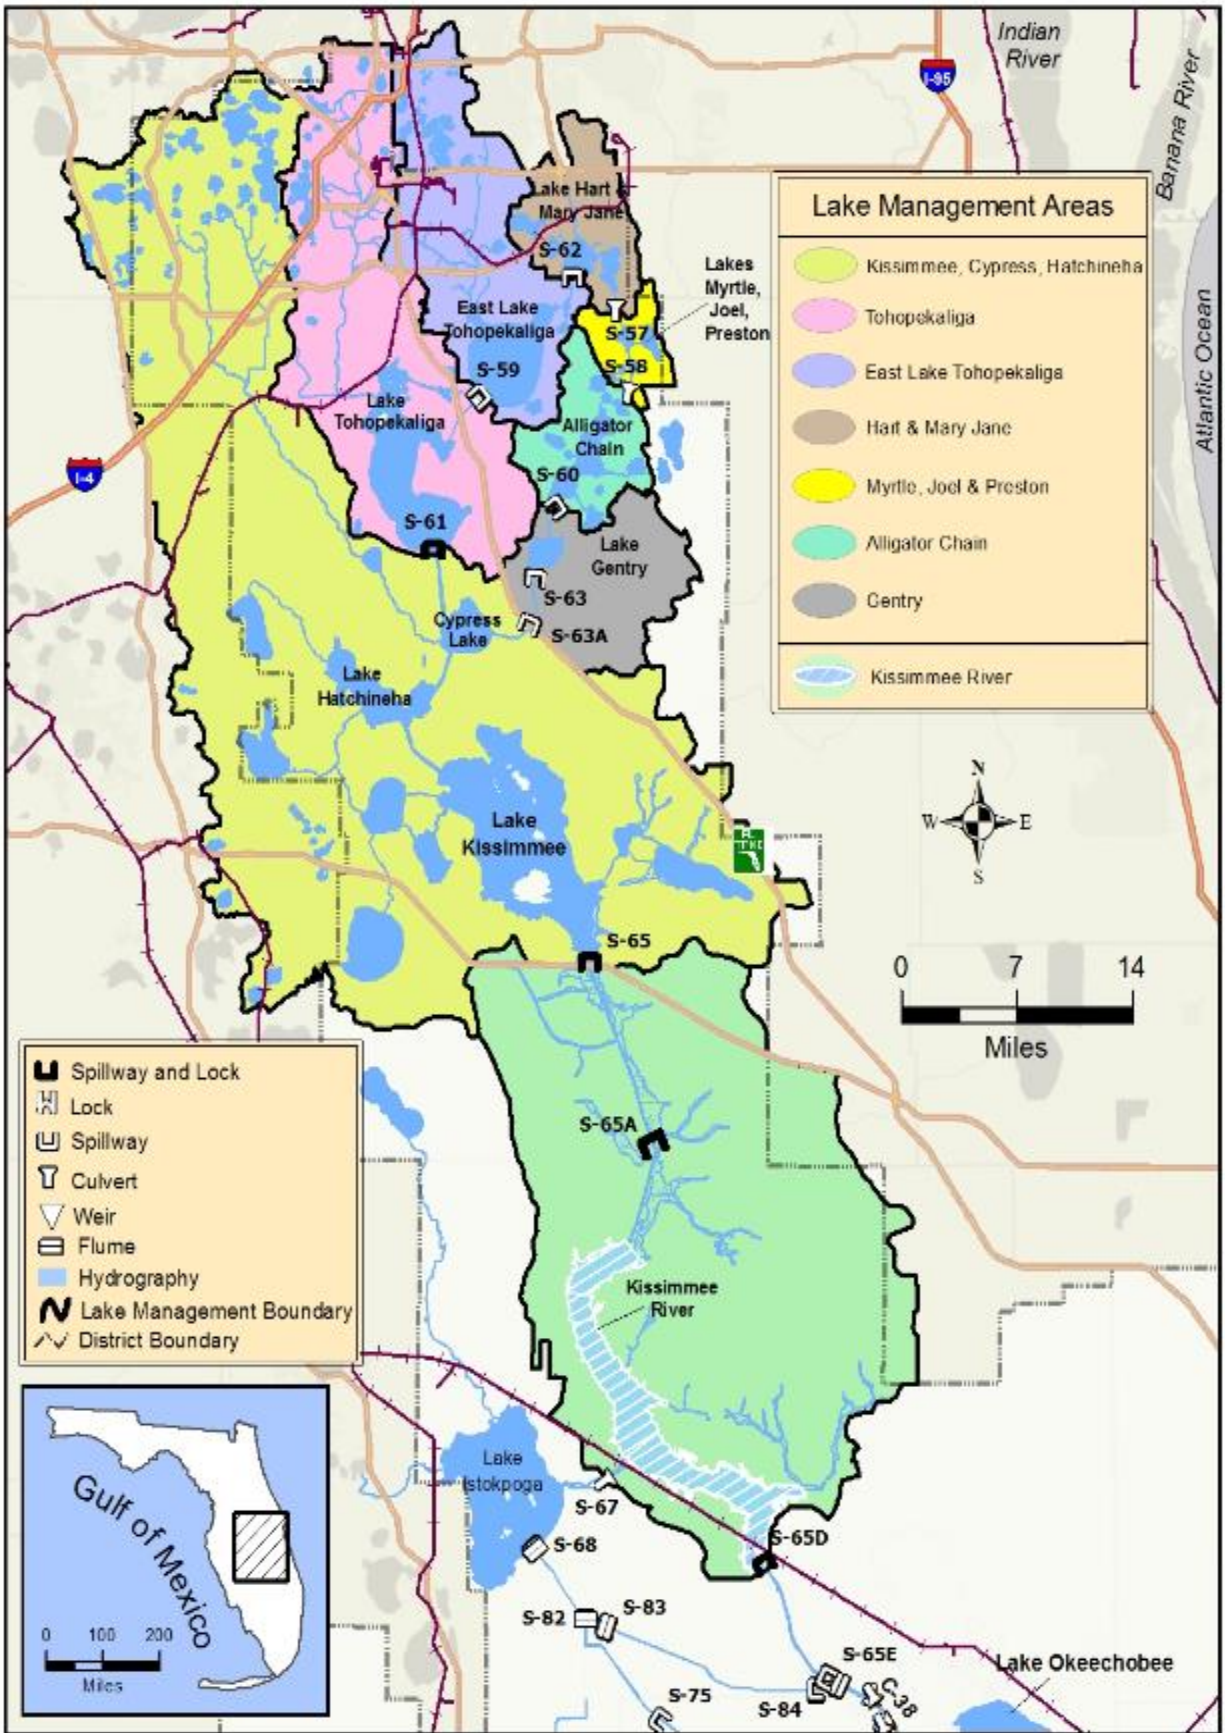 Indian
River
I-95
Banana River
Atlantic Ocean
Lake Hart &
Mary Jane
S-62
Lakes
Myrtle,
Joel,
Preston
East Lake
Tohopekaliga
S-57
S-58
S-59
Lake
Tohopekaliga
Alligator
Chain
S-60
I-4
S-61
Lake
Gentry
S-63
S-63A
Cypress
Lake
Lake
Hatchineha
Lake
Kissimmee
S-65
S-65A
Kissimmee
River
Lake
Istokpoga
S-67
S-68
S-65D
S-82
S-83
S-65E
S-84
C-38
S-75
Lake Okeechobee
Lake Management Areas
Kissimmee, Cypress, Hatchineha
Tohopekaliga
East Lake Tohopekaliga
Hart & Mary Jane
Myrtle, Joel & Preston
Alligator Chain
Gentry
Kissimmee River
N
W E
S
0 7 14
Miles
Spillway and Lock
Lock
Spillway
Culvert
Weir
Flume
Hydrography
Lake Management Boundary
District Boundary
Gulf of Mexico
0 100 200
Miles